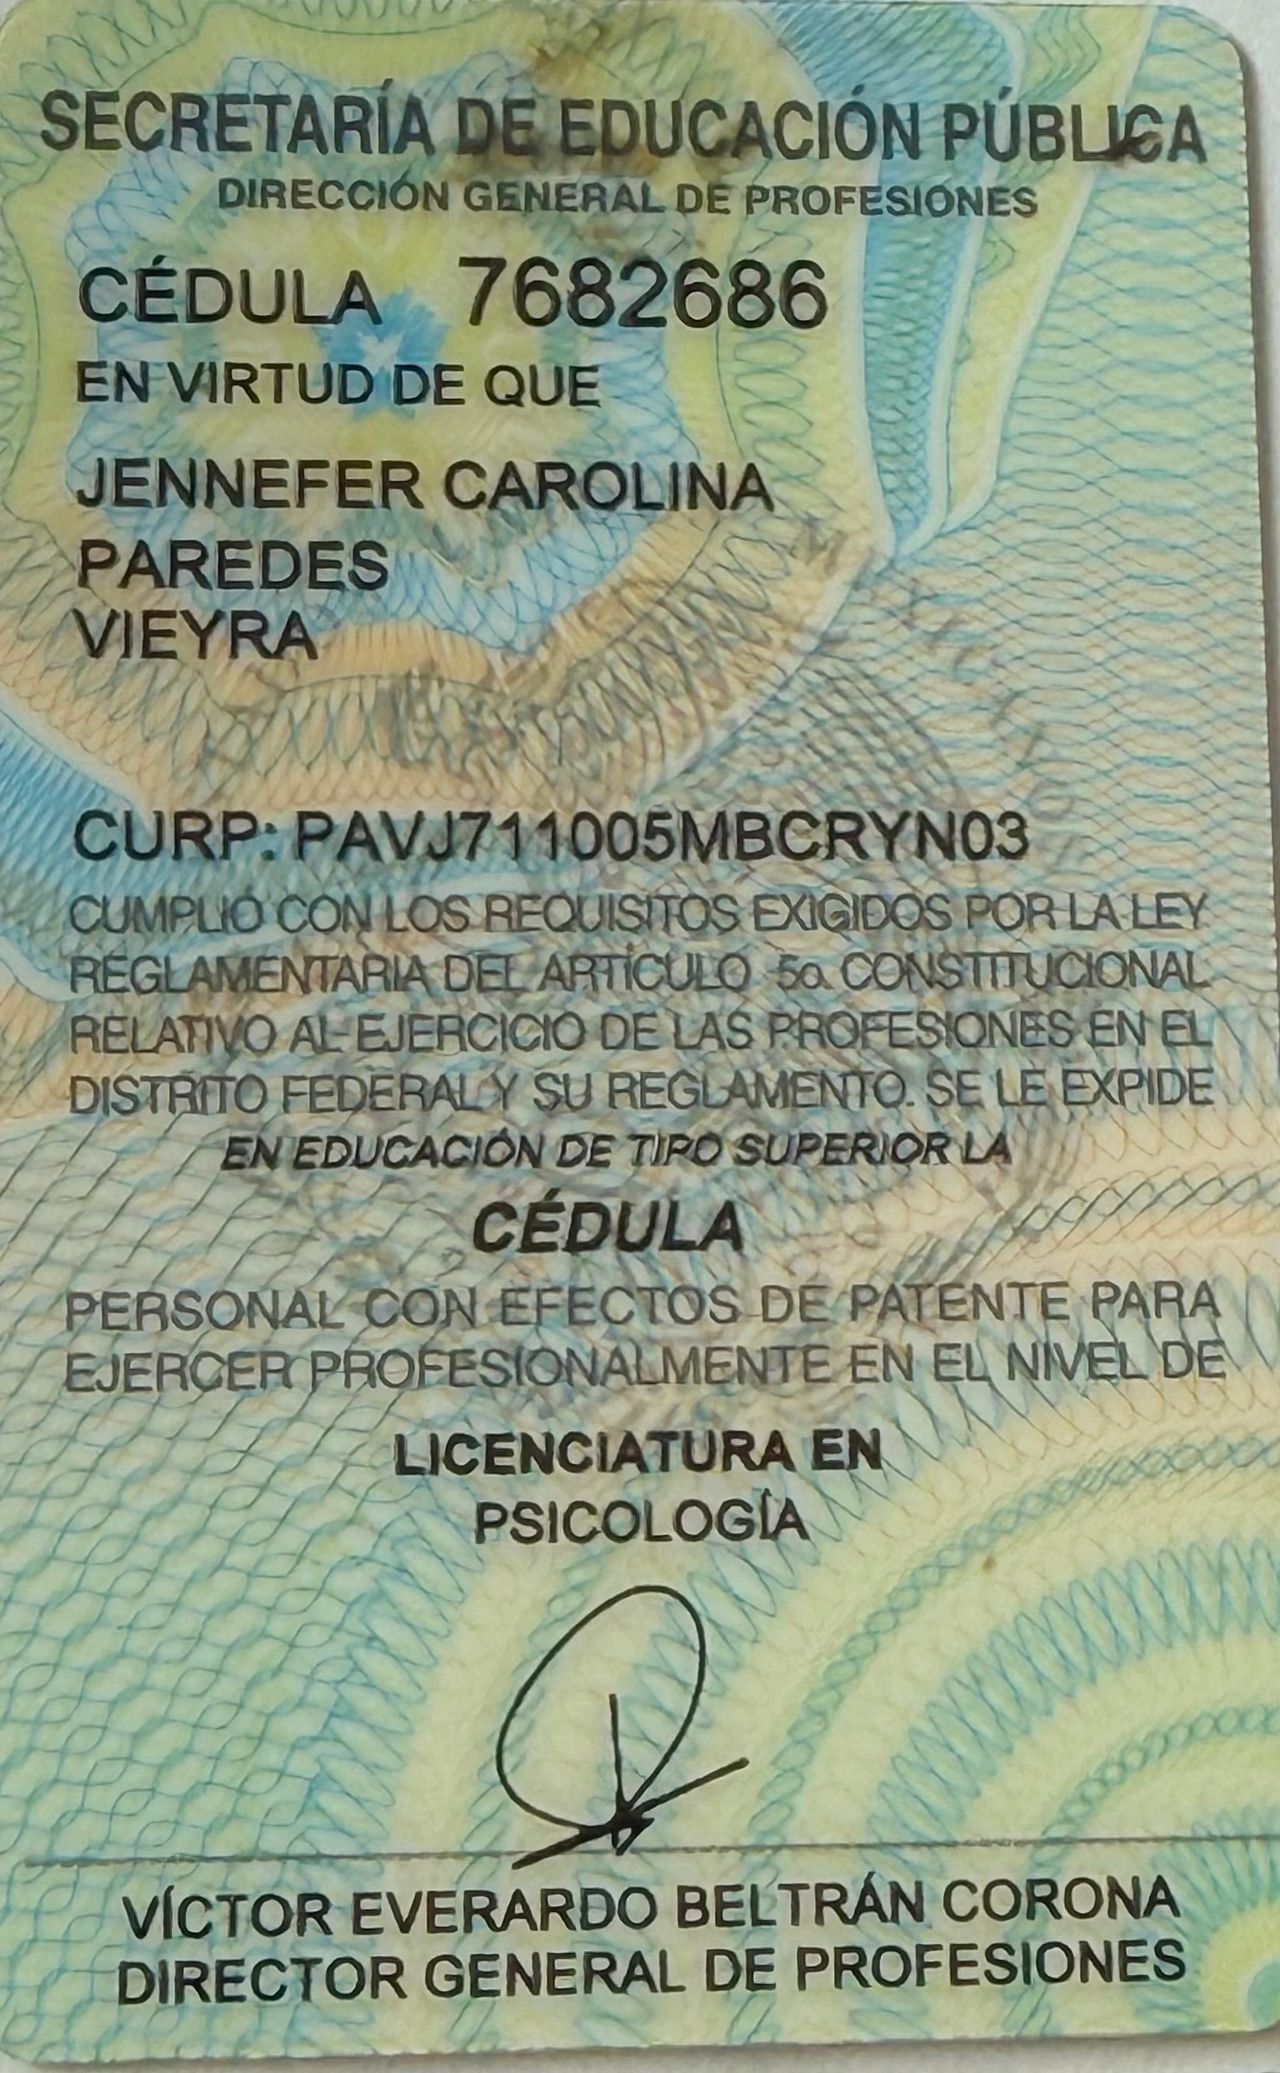 SECRETARÍA DE EDUCACIÓN PÚBLICA
DIRECCIÓN GENERAL DE PROFESIONES
CÉDULA 7682686
EN VIRTUD DE QUE
JENNEFER CAROLINA
PAREDES
VIEYRA
CURP: PAVJ711005MBCRYN03
CUMPLIÓ CON LOS REQUISITOS EXIGIDOS POR LA LEY
REGLAMENTARIA DEL ARTÍCULO 5o. CONSTITUCIONAL
RELATIVO AL EJERCICIO DE LAS PROFESIONES EN EL
DISTRITO FEDERAL Y SU REGLAMENTO. SE LE EXPIDE
EN EDUCACIÓN DE TIPO SUPERIOR LA
CÉDULA
PERSONAL CON EFECTOS DE PATENTE PARA
EJERCER PROFESIONALMENTE EN EL NIVEL DE
LICENCIATURA EN
PSICOLOGÍA
VÍCTOR EVERARDO BELTRÁN CORONA
DIRECTOR GENERAL DE PROFESIONES